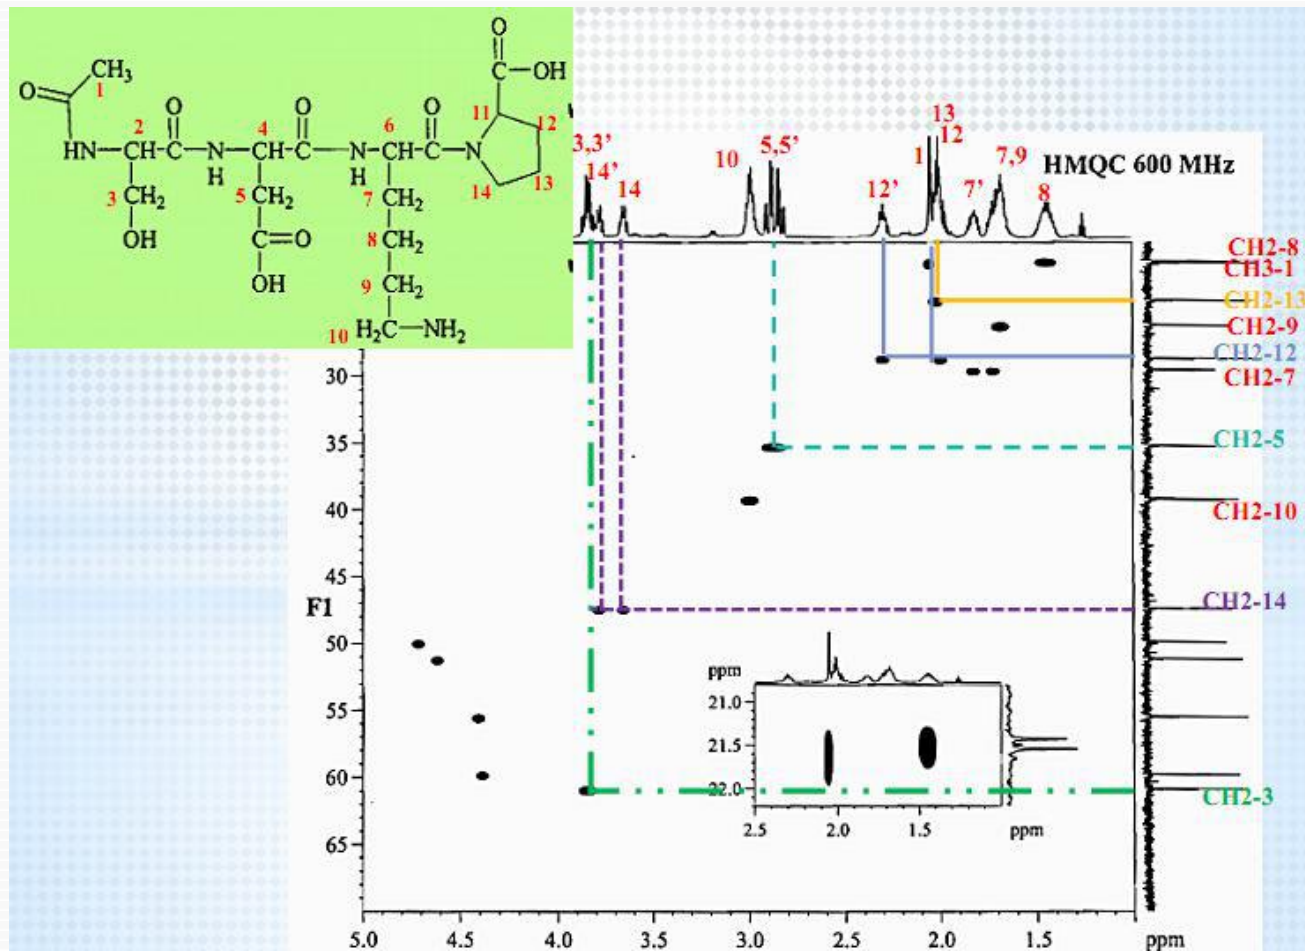 O
OH
O
CH3
1
O
O
O
11
12
2
4
6
HN
CH
C
N
H
CH
C
N
H
CH
C
N
13
14
3
CH2
5
CH2
7
CH2
OH
C=O
8
CH2
OH
9
CH2
10 H2C—NH2
3,3’
14’
14
10
5,5’
12’
1
13
12
7’
7,9
8
HMQC 600 MHz
CH2-8
CH3-1
CH2-13
CH2-9
CH2-12
CH2-7
CH2-5
CH2-10
CH2-14
CH2-3
30
35
40
45
F1
50
55
60
65
ppm
21.0
21.5
22.0
2.5
2.0
1.5
ppm
5.0
4.5
4.0
3.5
3.0
2.5
2.0
1.5
ppm